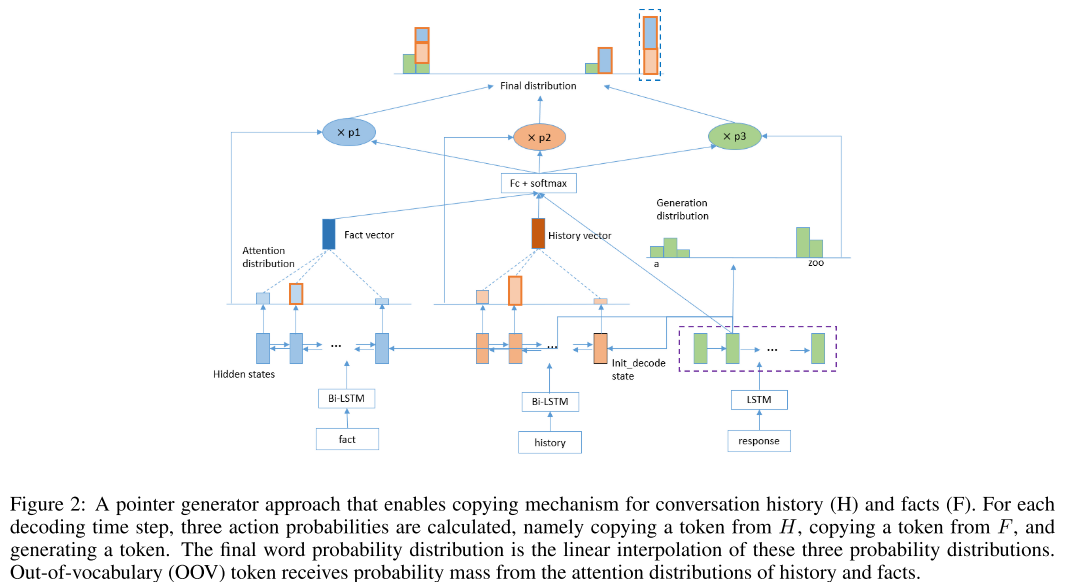 Final distribution
× p1
× p2
× p3
Fc + softmax
Generation
distribution
Fact vector
History vector
Attention
distribution
a
zoo
...
...
...
Hidden states
Init_decode
state
Bi-LSTM
Bi-LSTM
LSTM
fact
history
response
Figure 2: A pointer generator approach that enables copying mechanism for conversation history (H) and facts (F). For each
decoding time step, three action probabilities are calculated, namely copying a token from H, copying a token from F, and
generating a token. The final word probability distribution is the linear interpolation of these three probability distributions.
Out-of-vocabulary (OOV) token receives probability mass from the attention distributions of history and facts.